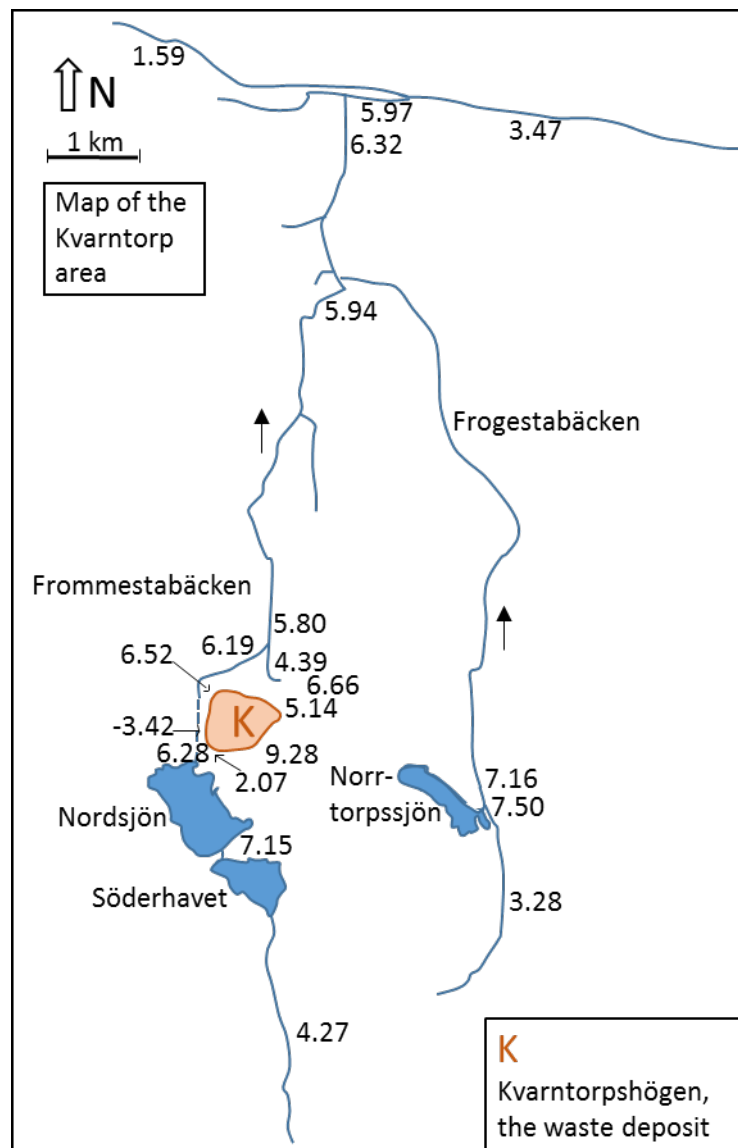 1.59
N
5.97
3.47
1 km
6.32
Map of the
Kvarntorp
area
5.94
Frogestabäcken
Frommestabäcken
5.80
6.19
4.39
6.52
6.66
5.14
K
-3.42
6.28
9.28
2.07
Norr-
torpssjön
7.16
7.50
Nordsjön
7.15
Söderhavet
3.28
4.27
K
Kvarntorpshögen,
the waste deposit